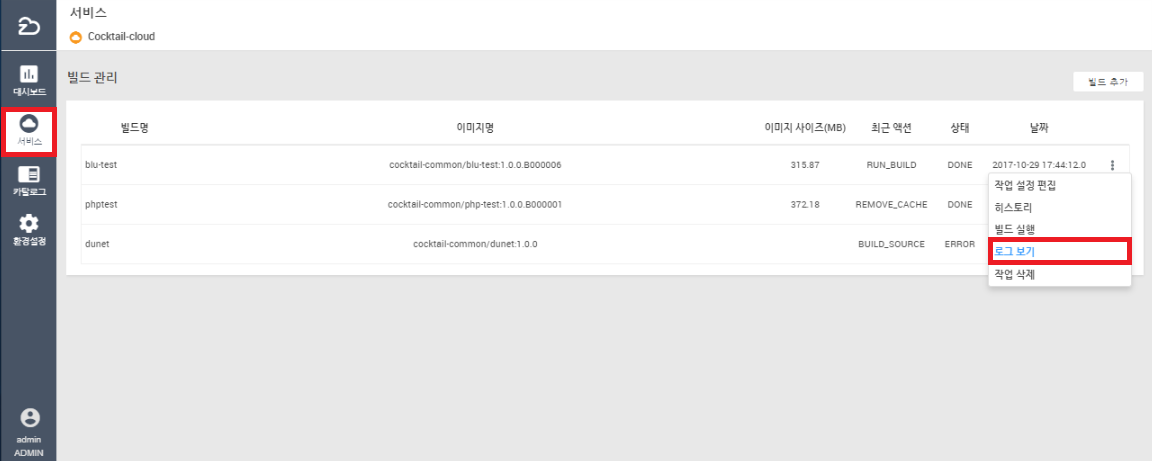 서비스
Cocktail-cloud
대시보드
서비스
카탈로그
환경설정
admin
ADMIN
빌드 관리
빌드 추가
빌드명 이미지명 이미지 사이즈(MB) 최근 액션 상태 날짜
blu-test cocktail-common/blu-test:1.0.0.B000006 315.87 RUN_BUILD DONE 2017-10-29 17:44:12.0
phptest cocktail-common/php-test:1.0.0.B000001 372.18 REMOVE_CACHE DONE
dunet cocktail-common/dunet:1.0.0 BUILD_SOURCE ERROR
작업 설정 편집
히스토리
빌드 실행
로그 보기
작업 삭제